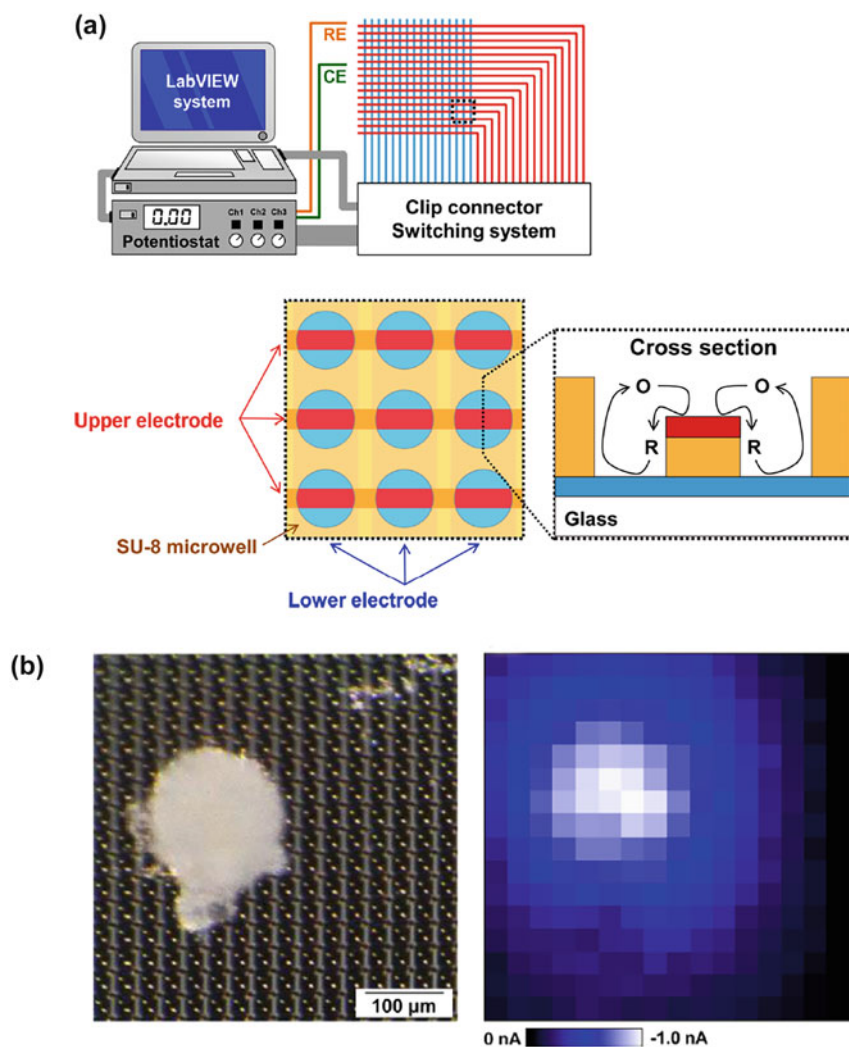 (a)
RE
CE
LabVIEW
system
0.00
Ch1 Ch2 Ch3
Potentiostat
Clip connector
Switching system
Upper electrode
SU-8 microwell
Lower electrode
Cross section
O O
R R
Glass
(b)
100 μm
0 nA -1.0 nA